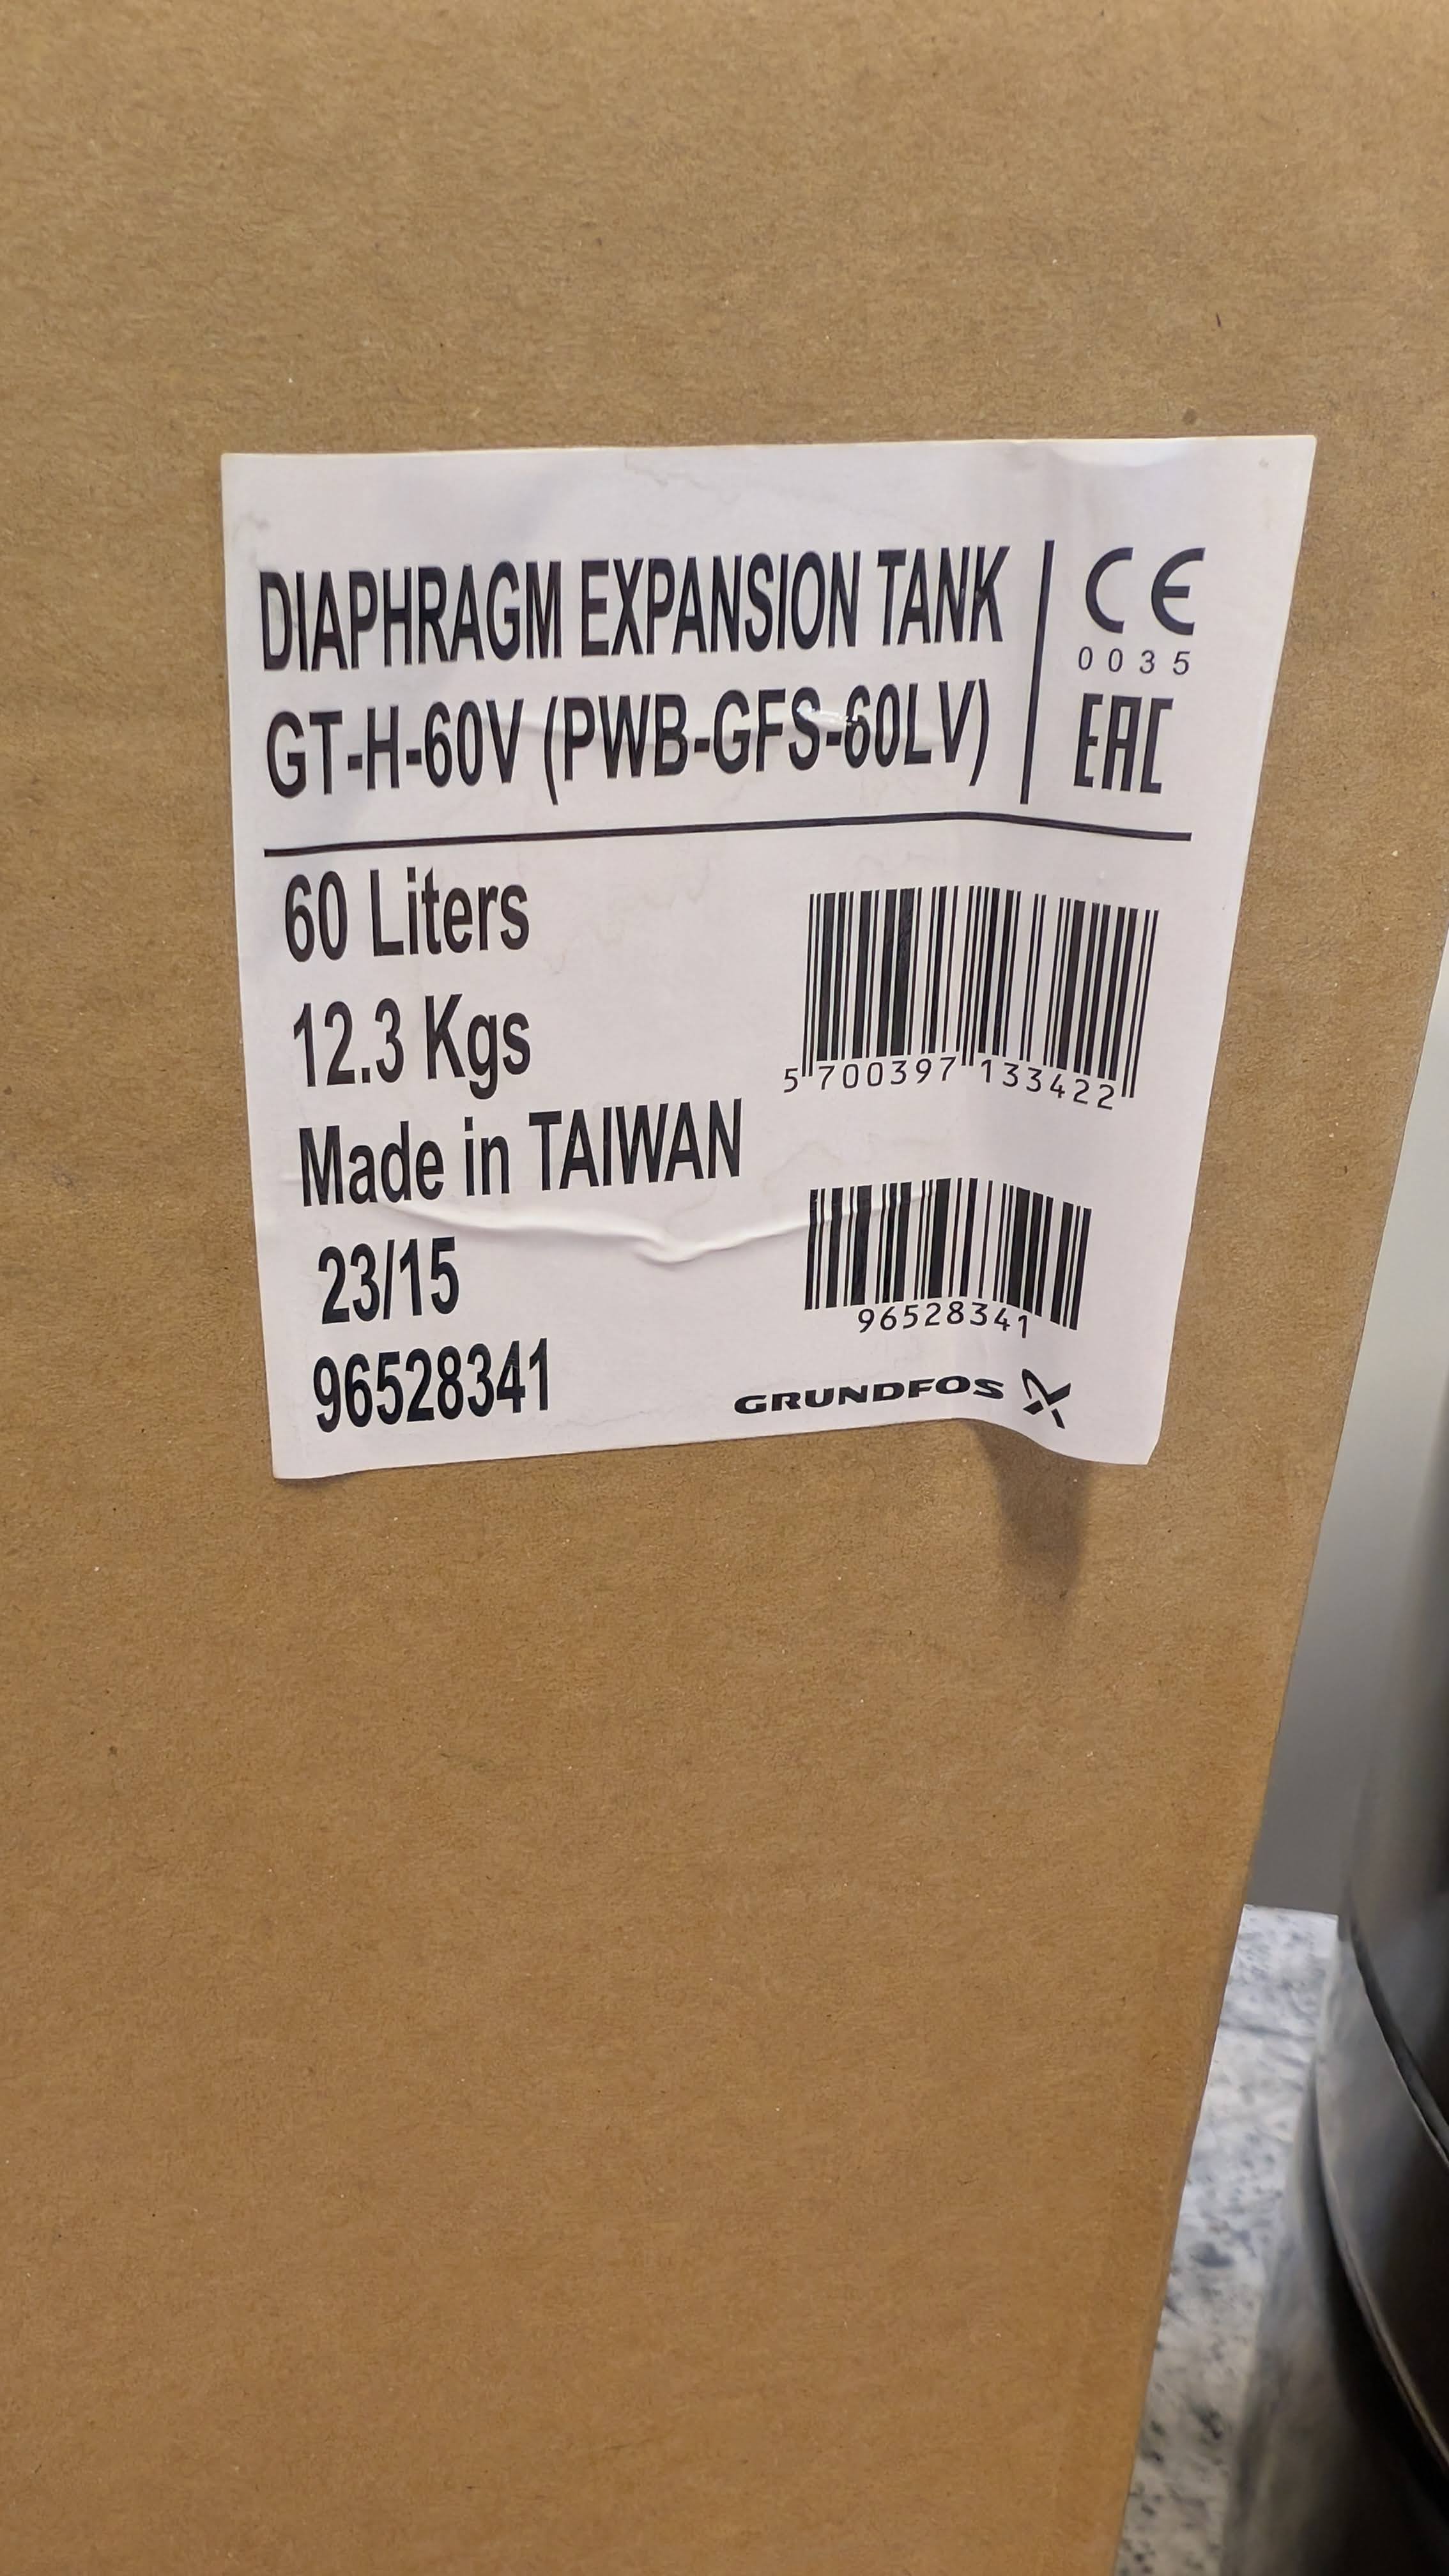 DIAPHRAGM EXPANSION TANK
GT-H-60V (PWB-GFS-60LV)
CE
0035
EAC
60 Liters
12.3 Kgs
Made in TAIWAN
23/15
96528341
5 700397 133422
96528341
GRUNDFOS